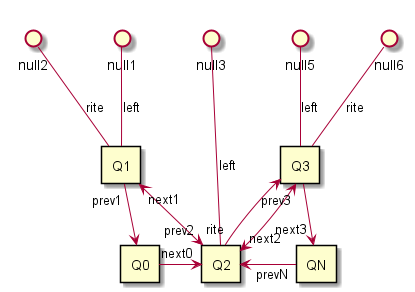 null2 null1 null3 null5 null6
rite left left rite
left
Q1 Q3
prev1 next1 prev3
prev2 rite next3
next2
next0
Q0 Q2 QN
prevN